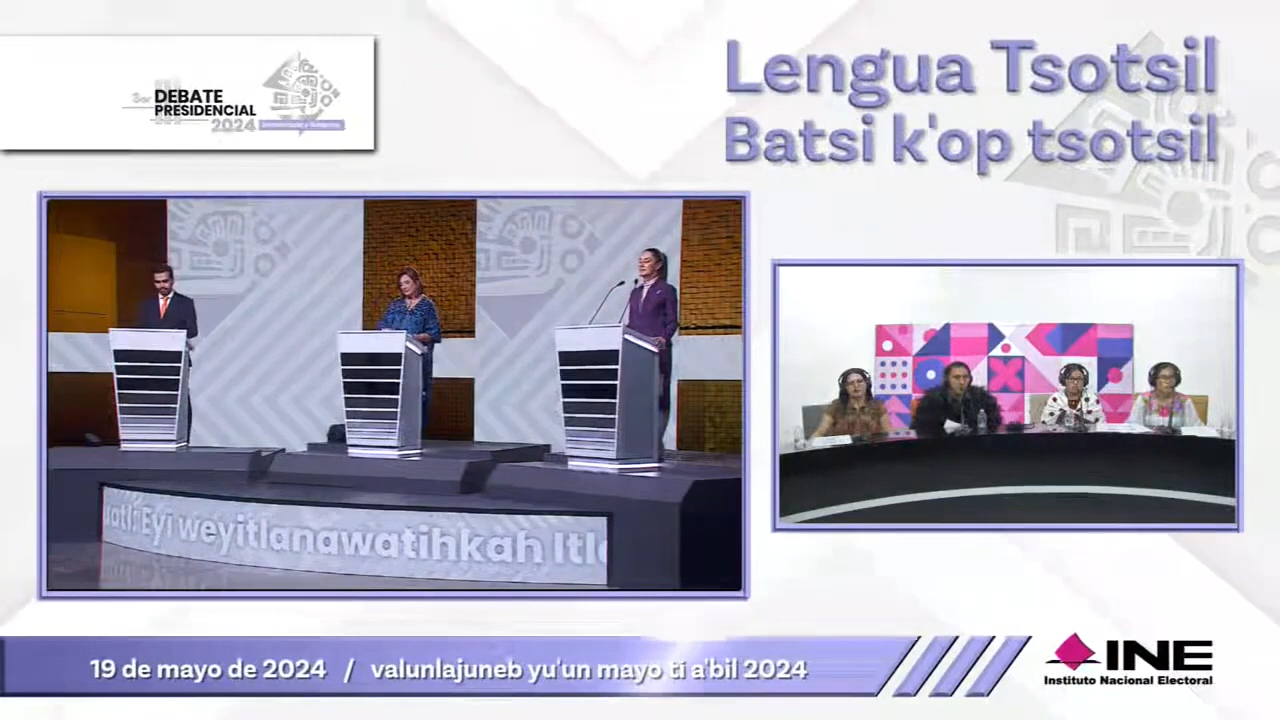 3er DEBATE
PRESIDENCIAL
2024
Lengua Tsotsil
Batsi k'op tsotsil
Eyi weyitlanawatihkah
19 de mayo de 2024 / valunlajuneb yu'un mayo ti a'bil 2024
INE
Instituto Nacional Electoral